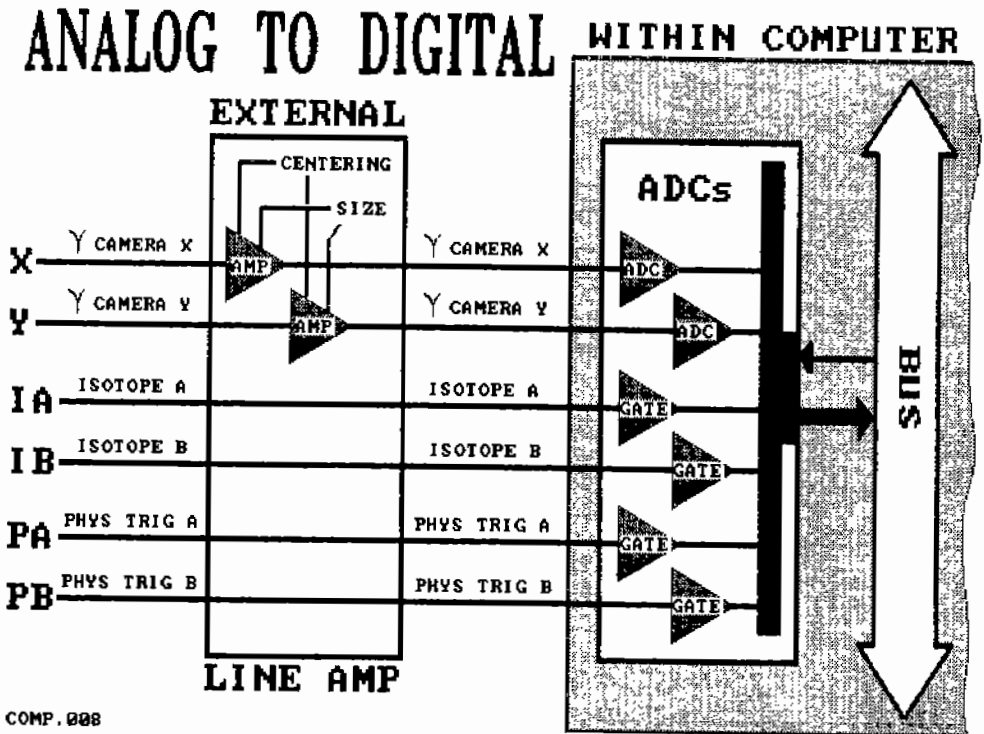 ANALOG TO DIGITAL
WITHIN COMPUTER
EXTERNAL
CENTERING
SIZE
ADCs
X γ CAMERA X AMP γ CAMERA X ADC
Y γ CAMERA Y AMP γ CAMERA Y ADC
IA ISOTOPE A ISOTOPE A GATE
IB ISOTOPE B ISOTOPE B GATE
PA PHYS TRIG A PHYS TRIG A GATE
PB PHYS TRIG B PHYS TRIG B GATE
BUS
LINE AMP
COMP.008